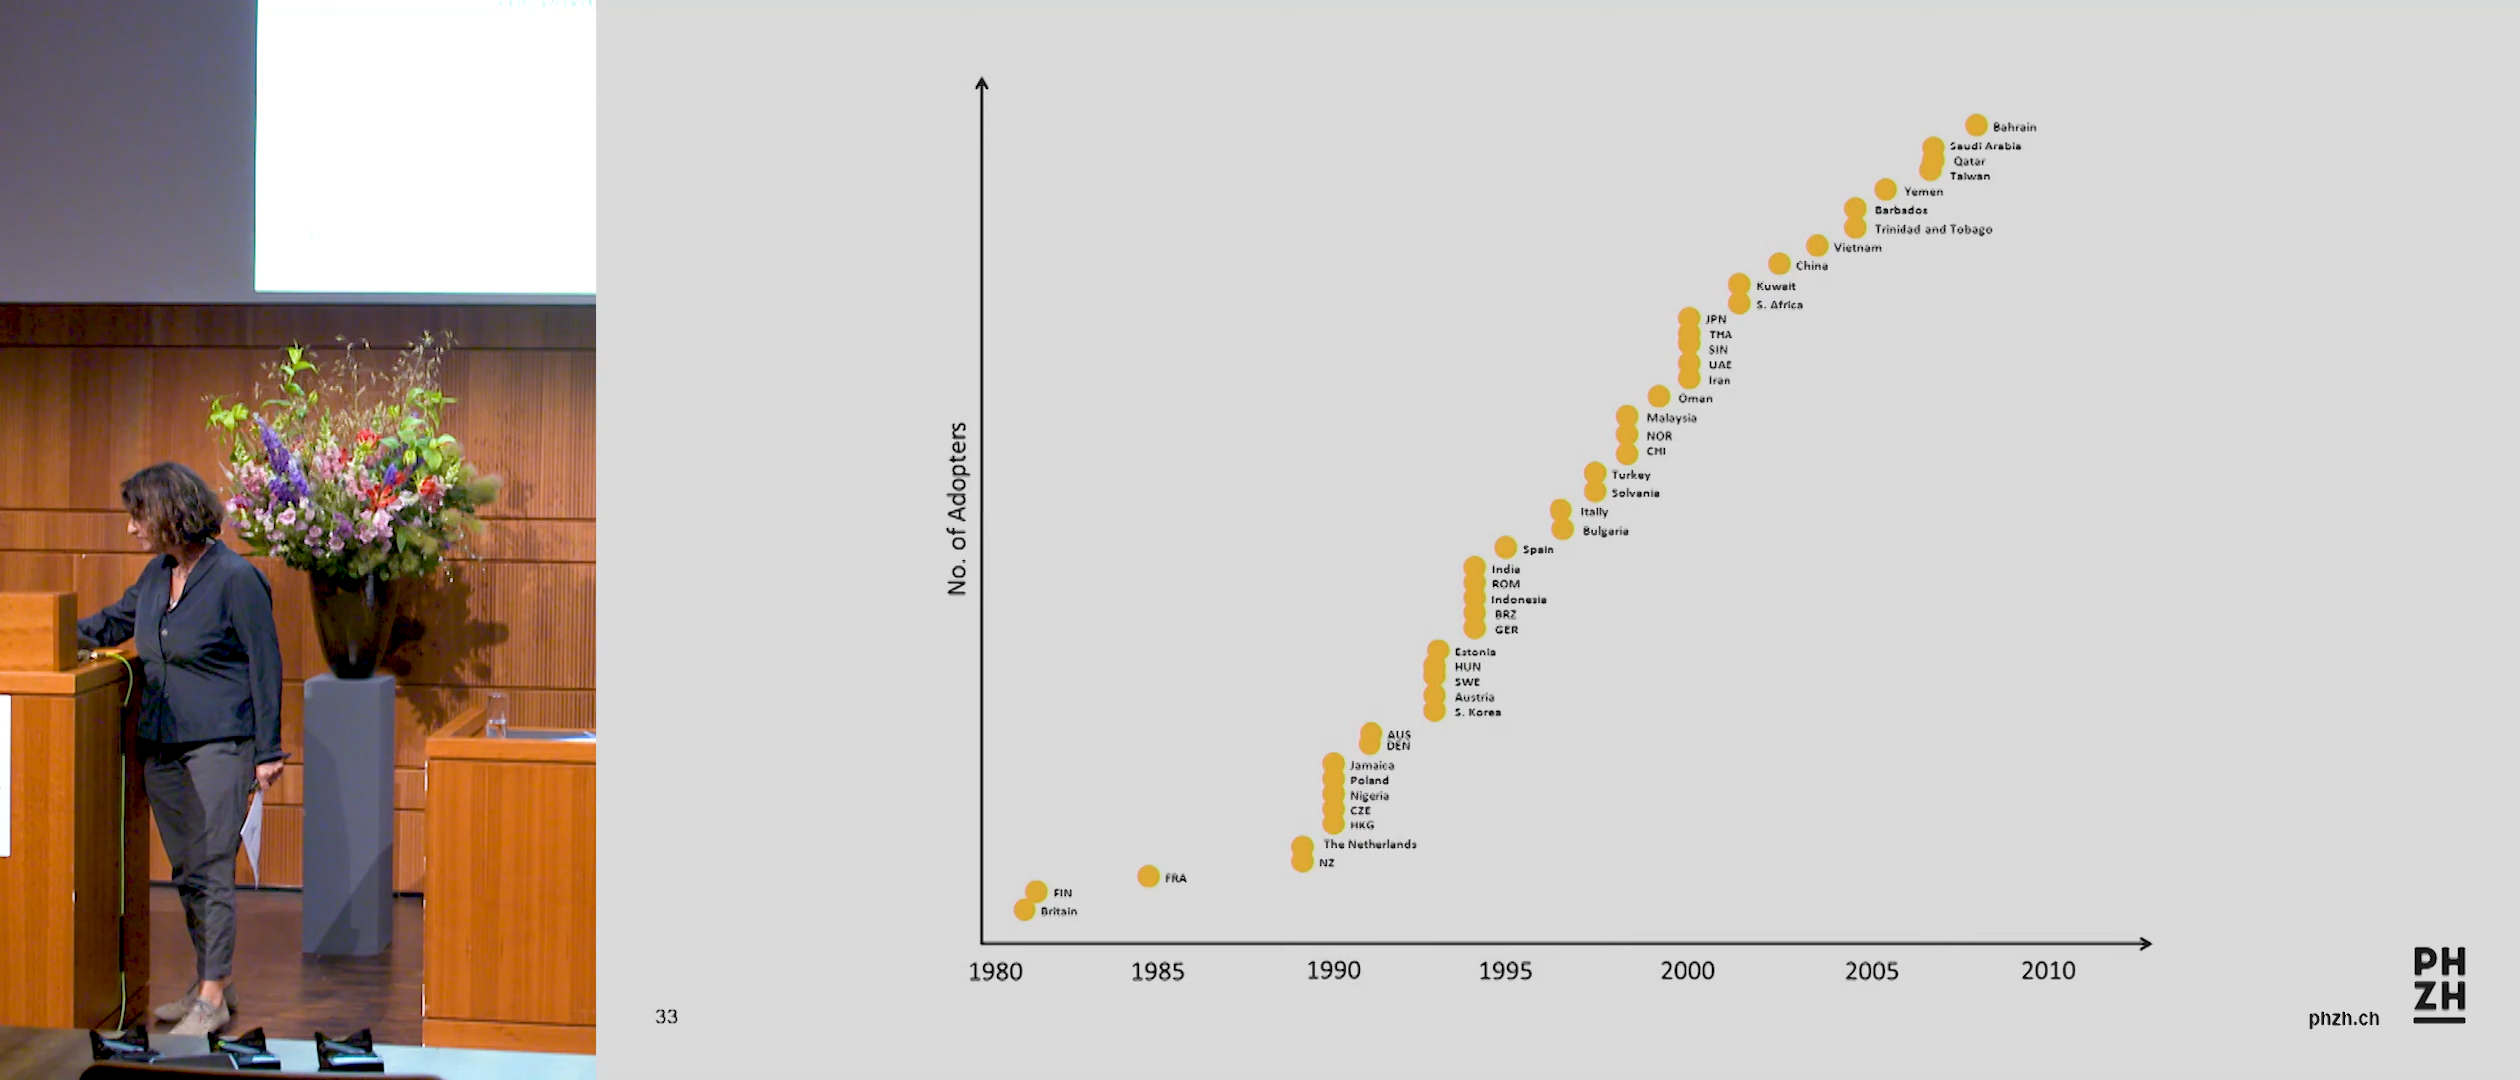 No. of Adopters
Bahrain
Saudi Arabia
Qatar
Taiwan
Yemen
Barbados
Trinidad and Tobago
Vietnam
China
Kuwait
S. Africa
JPN
THA
SIN
UAE
Iran
Oman
Malaysia
NOR
CHI
Turkey
Solvania
Itally
Bulgaria
Spain
India
ROM
Indonesia
BRZ
GER
Estonia
HUN
SWE
Austria
S. Korea
AUS
DEN
Jamaica
Poland
Nigeria
CZE
HKG
The Netherlands
NZ
FRA
FIN
Britain
1980 1985 1990 1995 2000 2005 2010
33
phzh.ch
PH
ZH